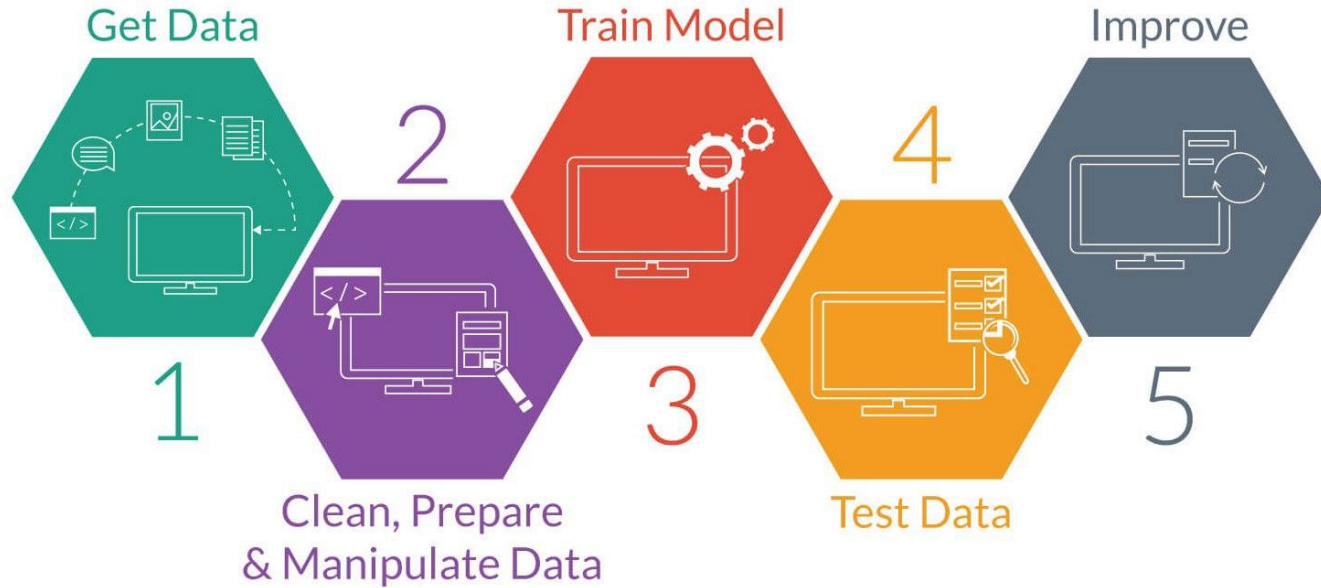 Get Data
1
</>
2
</>
Clean, Prepare
& Manipulate Data
Train Model
3
4
Test Data
Improve
5